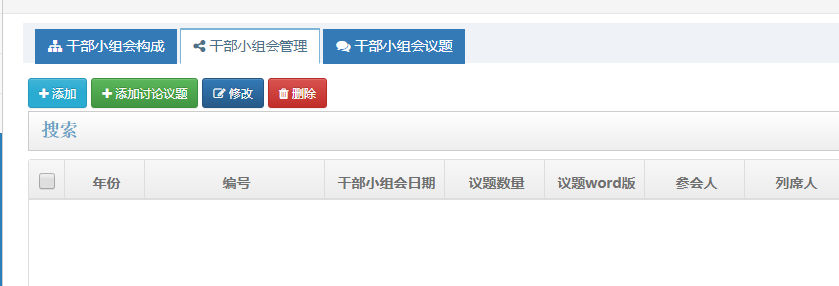 干部小组会构成 干部小组会管理 干部小组会议题
添加 添加讨论议题 修改 删除
搜索
年份 编号 干部小组会日期 议题数量 议题word版 参会人 列席人